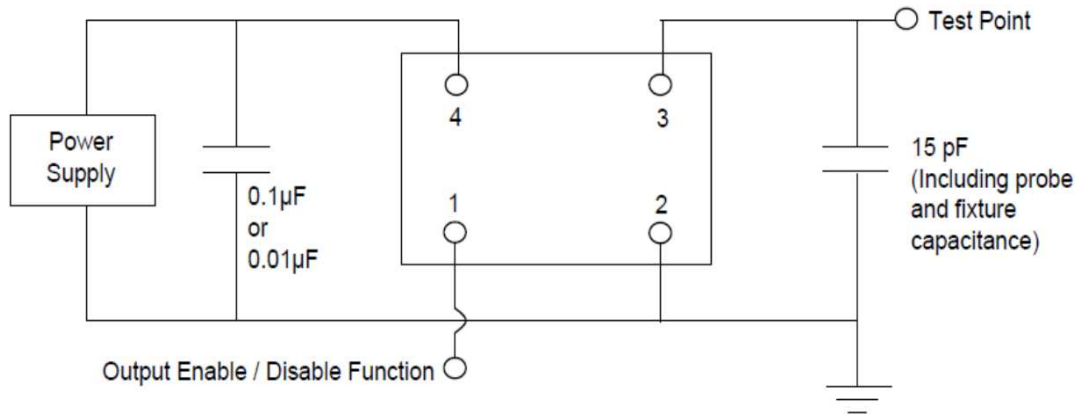 Test Point
4
3
Power
Supply
15 pF
(Including probe
and fixture
capacitance)
0.1µF
or
0.01µF
1
2
Output Enable / Disable Function